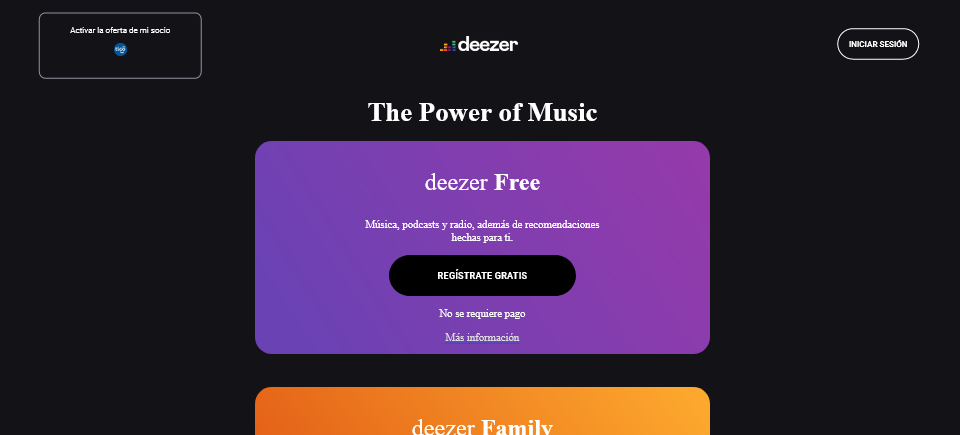 Activar la oferta de mi socio
tigo
deezer
INICIAR SESIÓN
The Power of Music
deezer Free
Música, podcasts y radio, además de recomendaciones
hechas para ti.
REGÍSTRATE GRATIS
No se requiere pago
Más información
deezer Family